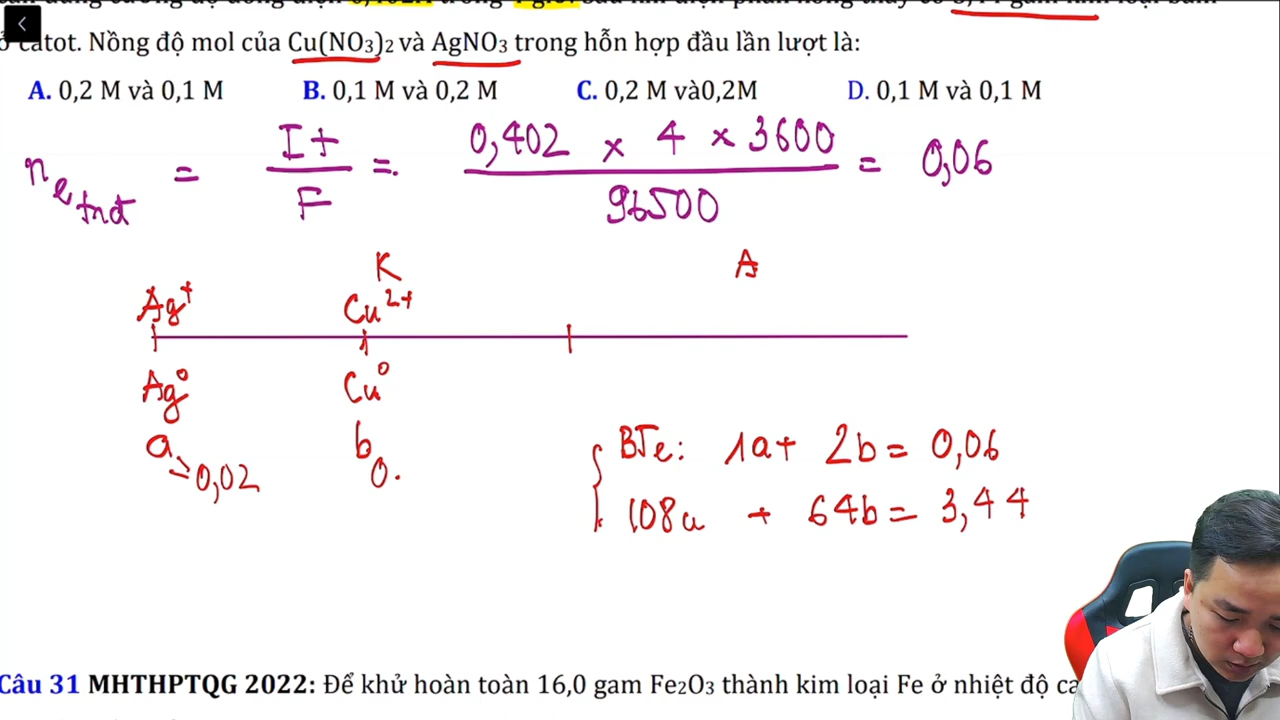 ở catot. Nồng độ mol của Cu(NO₃)₂ và AgNO₃ trong hỗn hợp đầu lần lượt là:
A. 0,2 M và 0,1 M B. 0,1 M và 0,2 M C. 0,2 M và0,2M D. 0,1 M và 0,1 M
n e tnđ = It / F = 0,402 × 4 × 3600 / 96500 = 0,06
K A
Ag⁺ Cu²⁺
Ag⁰ Cu⁰
a b
= 0,02 0.
BTe: 1a + 2b = 0,06
108a + 64b = 3,44
Câu 31 MHTHPTQG 2022: Để khử hoàn toàn 16,0 gam Fe₂O₃ thành kim loại Fe ở nhiệt độ